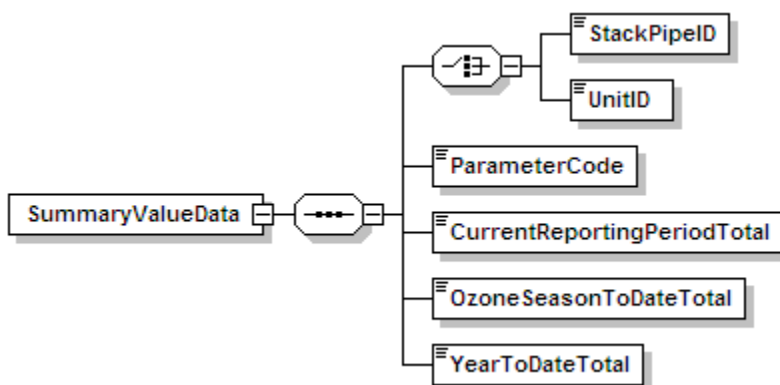 StackPipeID
UnitID
ParameterCode
SummaryValueData
CurrentReportingPeriodTotal
OzoneSeasonToDateTotal
YearToDateTotal